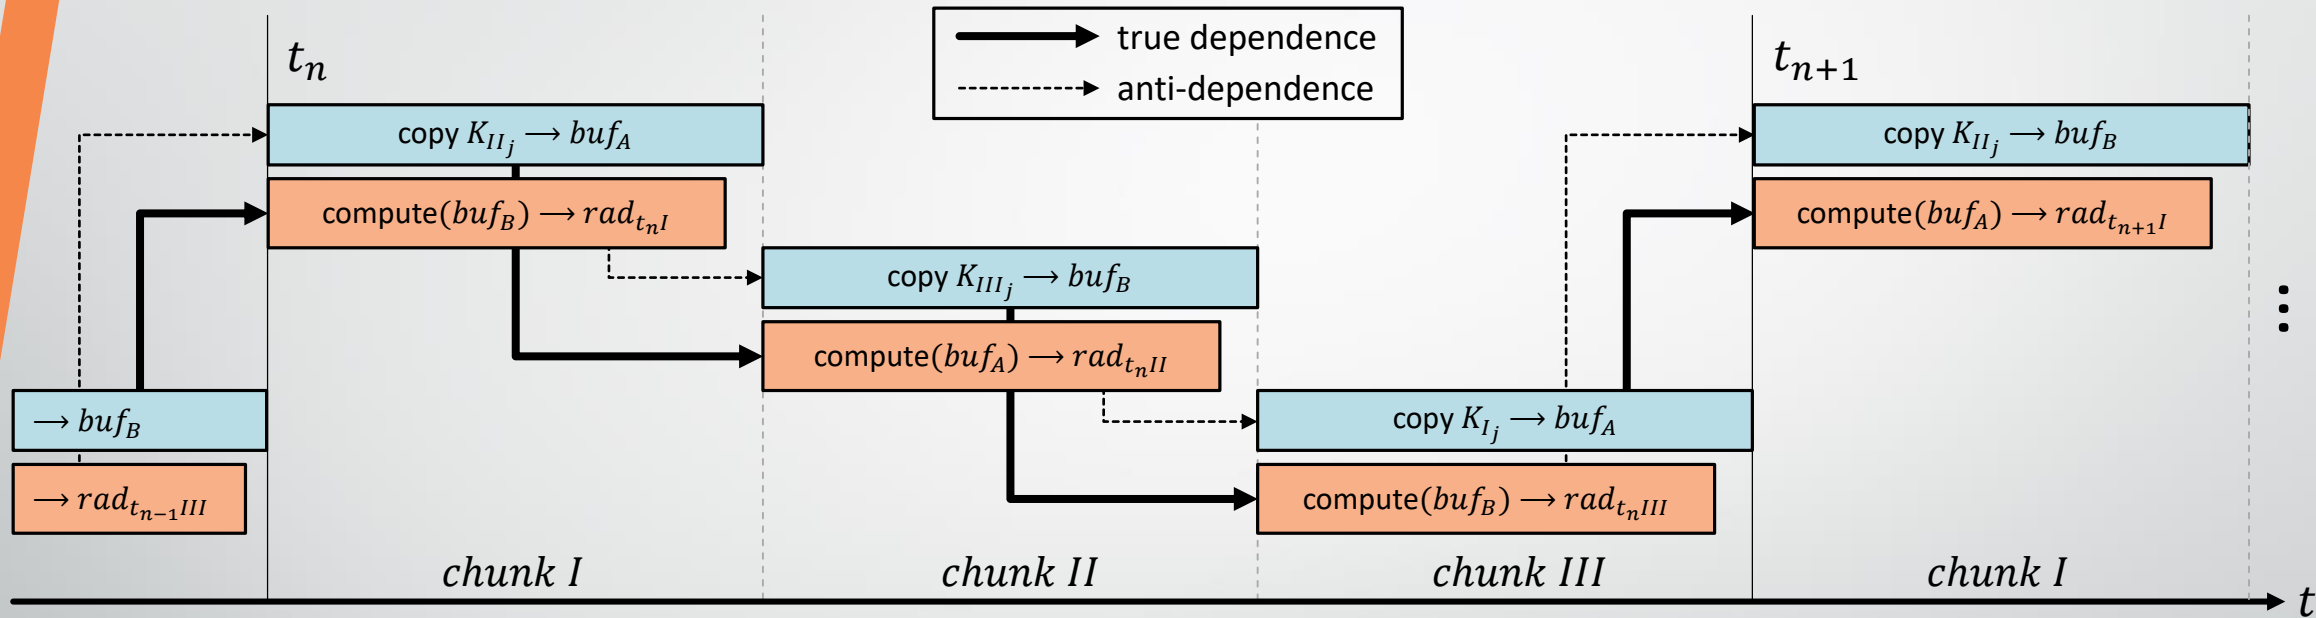 true dependence
anti-dependence
tₙ
tₙ₊₁
copy K_{II_j} ⟶ buf_A
copy K_{II_j} ⟶ buf_B
compute(buf_B) ⟶ rad_{t_n I}
compute(buf_A) ⟶ rad_{t_{n+1} I}
copy K_{III_j} ⟶ buf_B
compute(buf_A) ⟶ rad_{t_n II}
⟶ buf_B
copy K_{I_j} ⟶ buf_A
⟶ rad_{t_{n−1} III}
compute(buf_B) ⟶ rad_{t_n III}
⋮
chunk I
chunk II
chunk III
chunk I
t